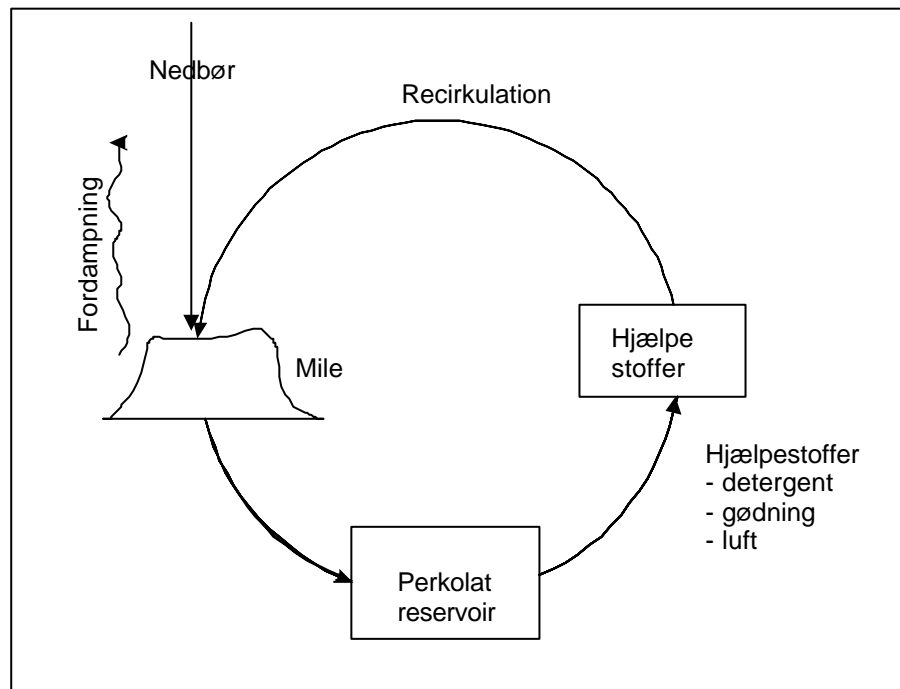 Nedbør
Recirkulation
Fordampning
Hjælpe
stoffer
Mile
Hjælpestoffer
- detergent
- gødning
- luft
Perkolat
reservoir